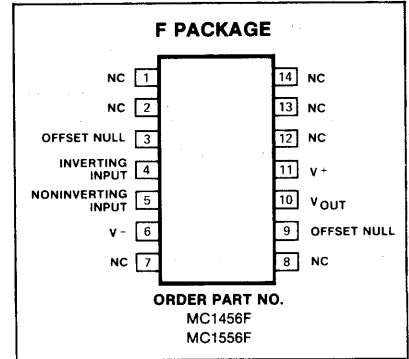 F PACKAGE
NC 1
14 NC
NC 2
13 NC
OFFSET NULL 3
12 NC
INVERTING
INPUT 4
11 V+
NONINVERTING
INPUT 5
10 VOUT
V- 6
9 OFFSET NULL
NC 7
8 NC
ORDER PART NO.
MC1456F
MC1556F